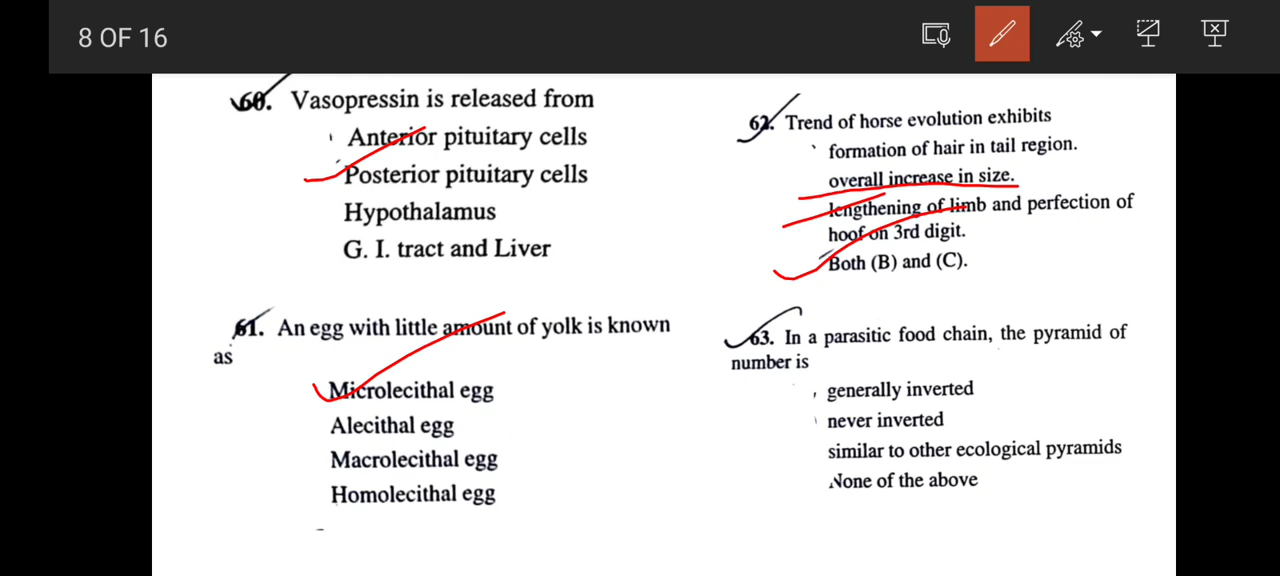 8 OF 16
60. Vasopressin is released from
Anterior pituitary cells
Posterior pituitary cells
Hypothalamus
G. I. tract and Liver
61. An egg with little amount of yolk is known
as
Microlecithal egg
Alecithal egg
Macrolecithal egg
Homolecithal egg
62. Trend of horse evolution exhibits
formation of hair in tail region.
overall increase in size.
lengthening of limb and perfection of
hoof on 3rd digit.
Both (B) and (C).
63. In a parasitic food chain, the pyramid of
number is
generally inverted
never inverted
similar to other ecological pyramids
None of the above